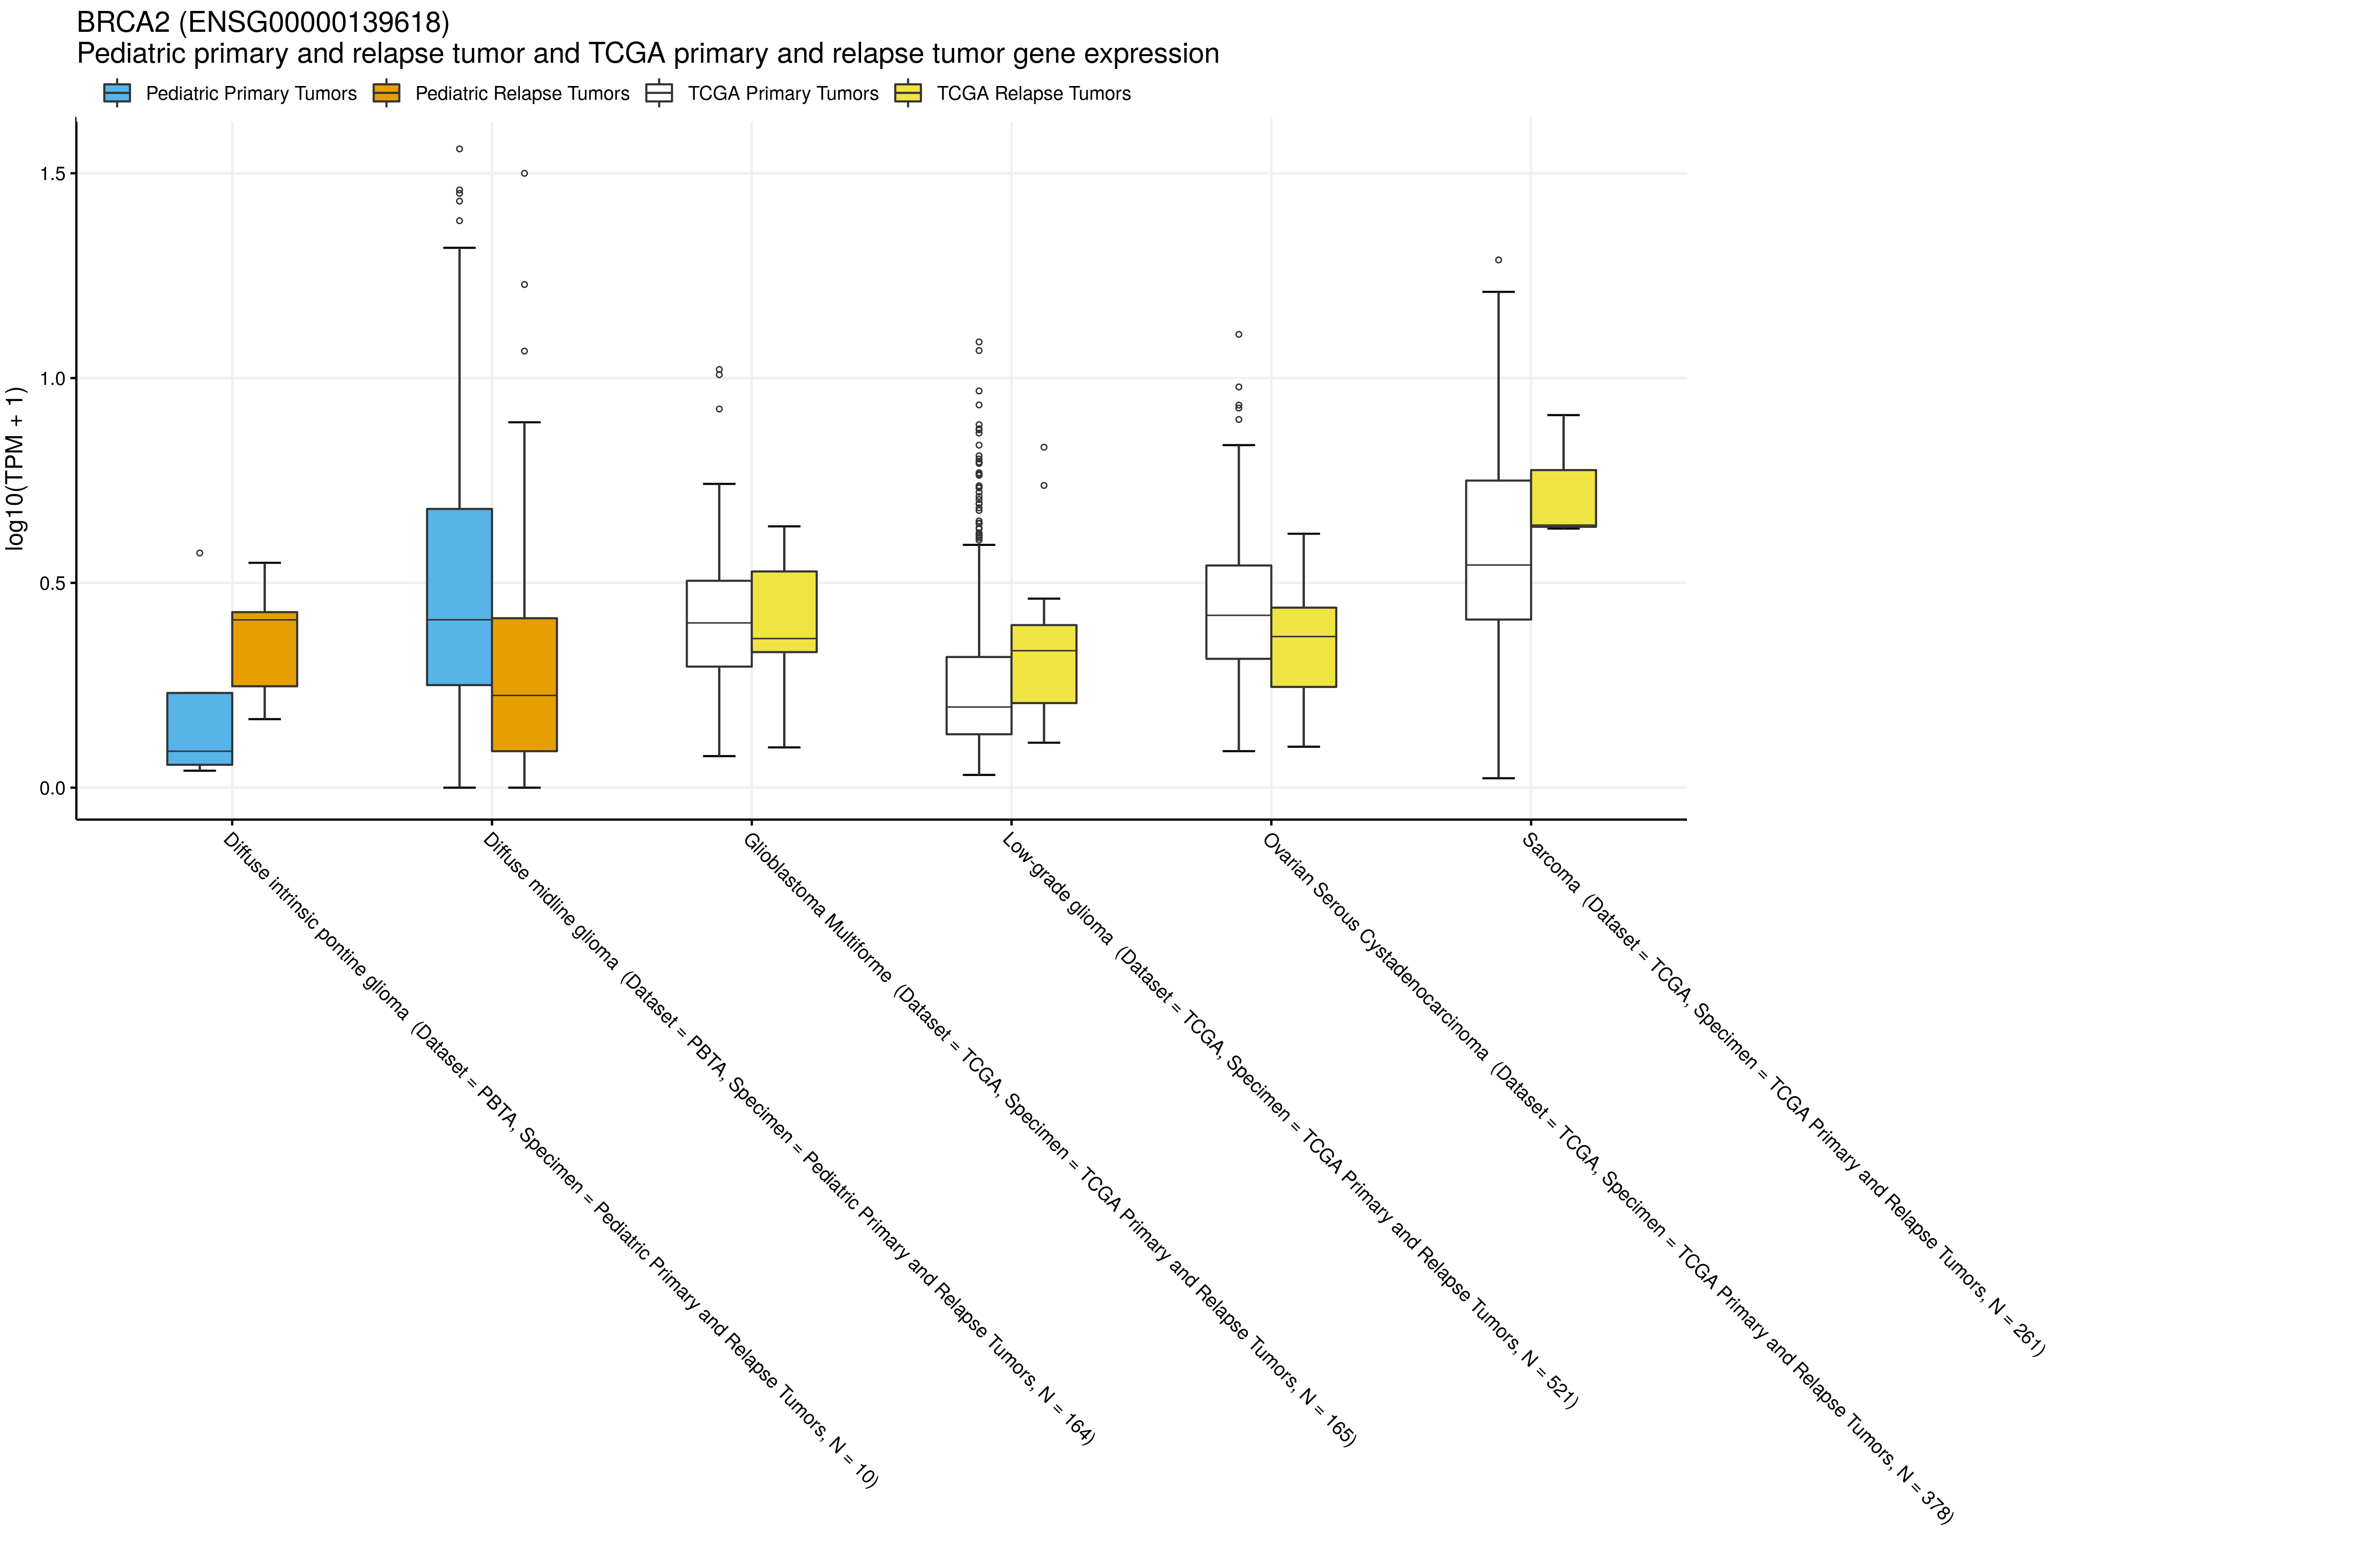 BRCA2 (ENSG00000139618)
Pediatric primary and relapse tumor and TCGA primary and relapse tumor gene expression
Pediatric Primary Tumors
Pediatric Relapse Tumors
TCGA Primary Tumors
TCGA Relapse Tumors
log10(TPM + 1)
1.5
1.0
0.5
0.0
Diffuse intrinsic pontine glioma (Dataset = PBTA, Specimen = Pediatric Primary and Relapse Tumors, N = 10)
Diffuse midline glioma (Dataset = PBTA, Specimen = Pediatric Primary and Relapse Tumors, N = 164)
Glioblastoma Multiforme (Dataset = TCGA, Specimen = TCGA Primary and Relapse Tumors, N = 165)
Low-grade glioma (Dataset = TCGA, Specimen = TCGA Primary and Relapse Tumors, N = 521)
Ovarian Serous Cystadenocarcinoma (Dataset = TCGA, Specimen = TCGA Primary and Relapse Tumors, N = 378)
Sarcoma (Dataset = TCGA, Specimen = TCGA Primary and Relapse Tumors, N = 261)